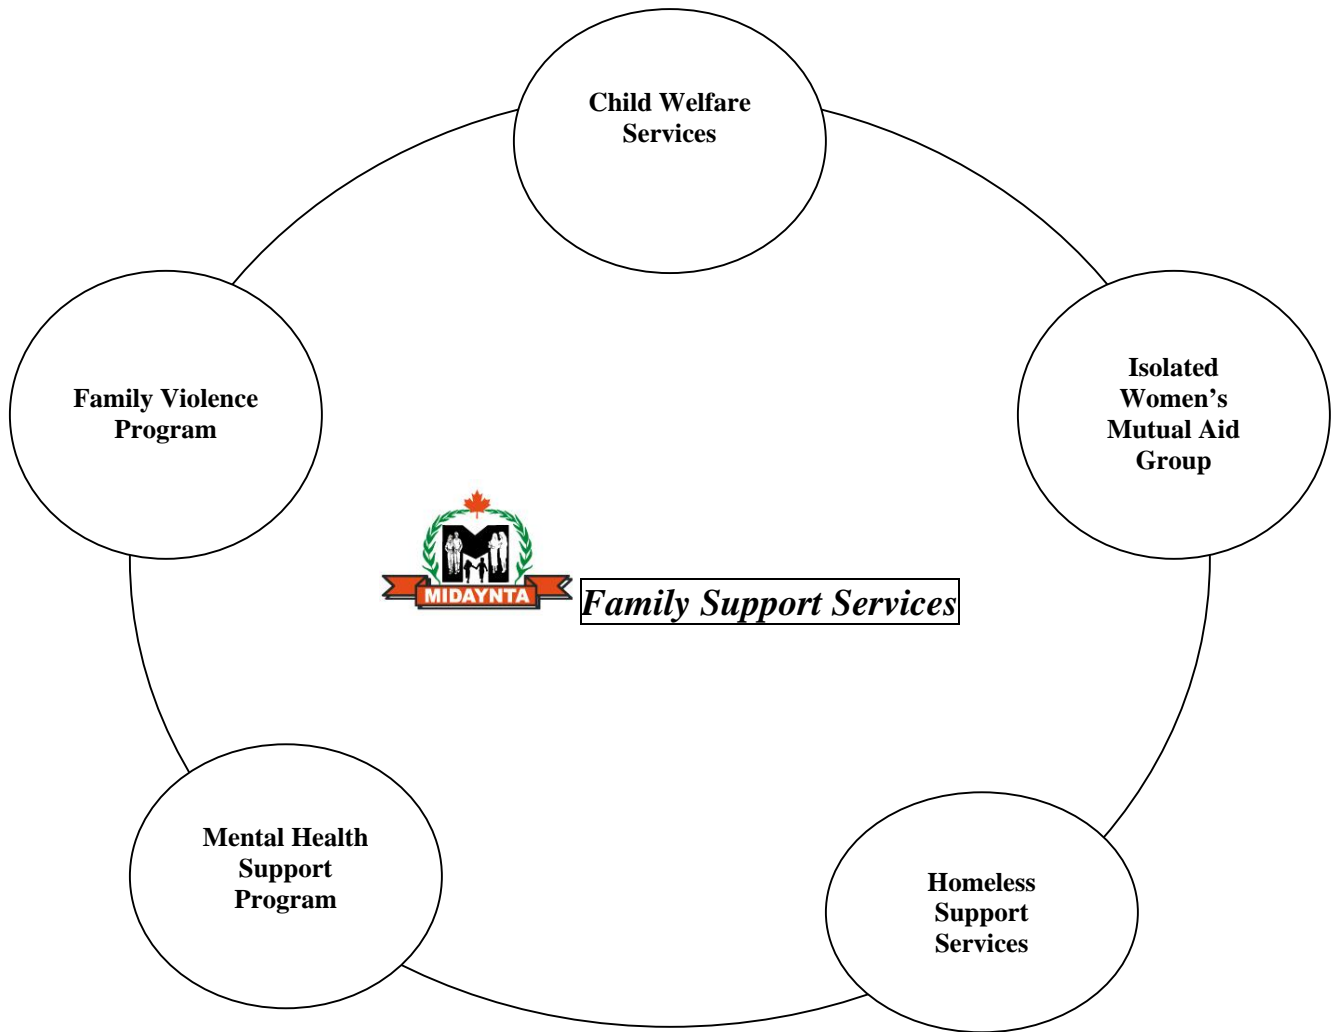 Child Welfare
Services
Family Violence
Program
Isolated
Women’s
Mutual Aid
Group
MIDAYNTA
Family Support Services
Mental Health
Support
Program
Homeless
Support
Services